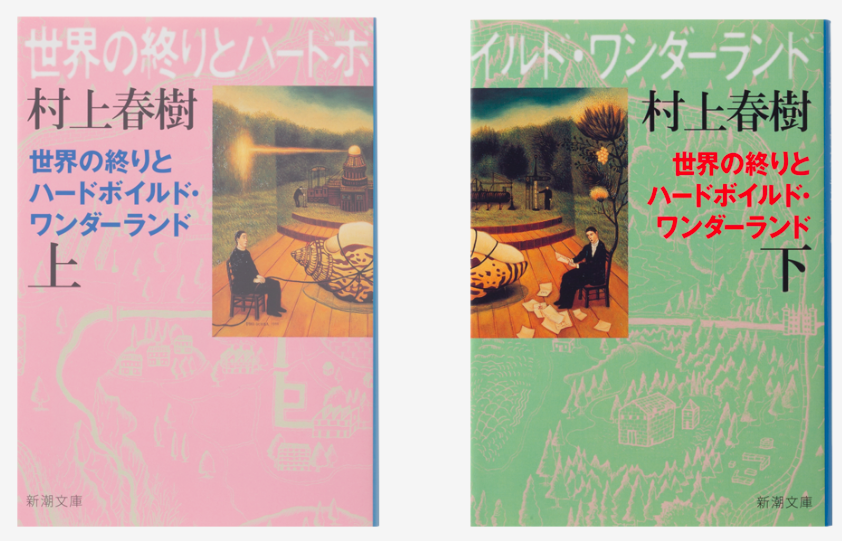 世界の終りとハードボ
村上春樹
世界の終りと
ハードボイルド・
ワンダーランド
上
新潮文庫
イルド・ワンダーランド
村上春樹
世界の終りと
ハードボイルド・
ワンダーランド
下
新潮文庫